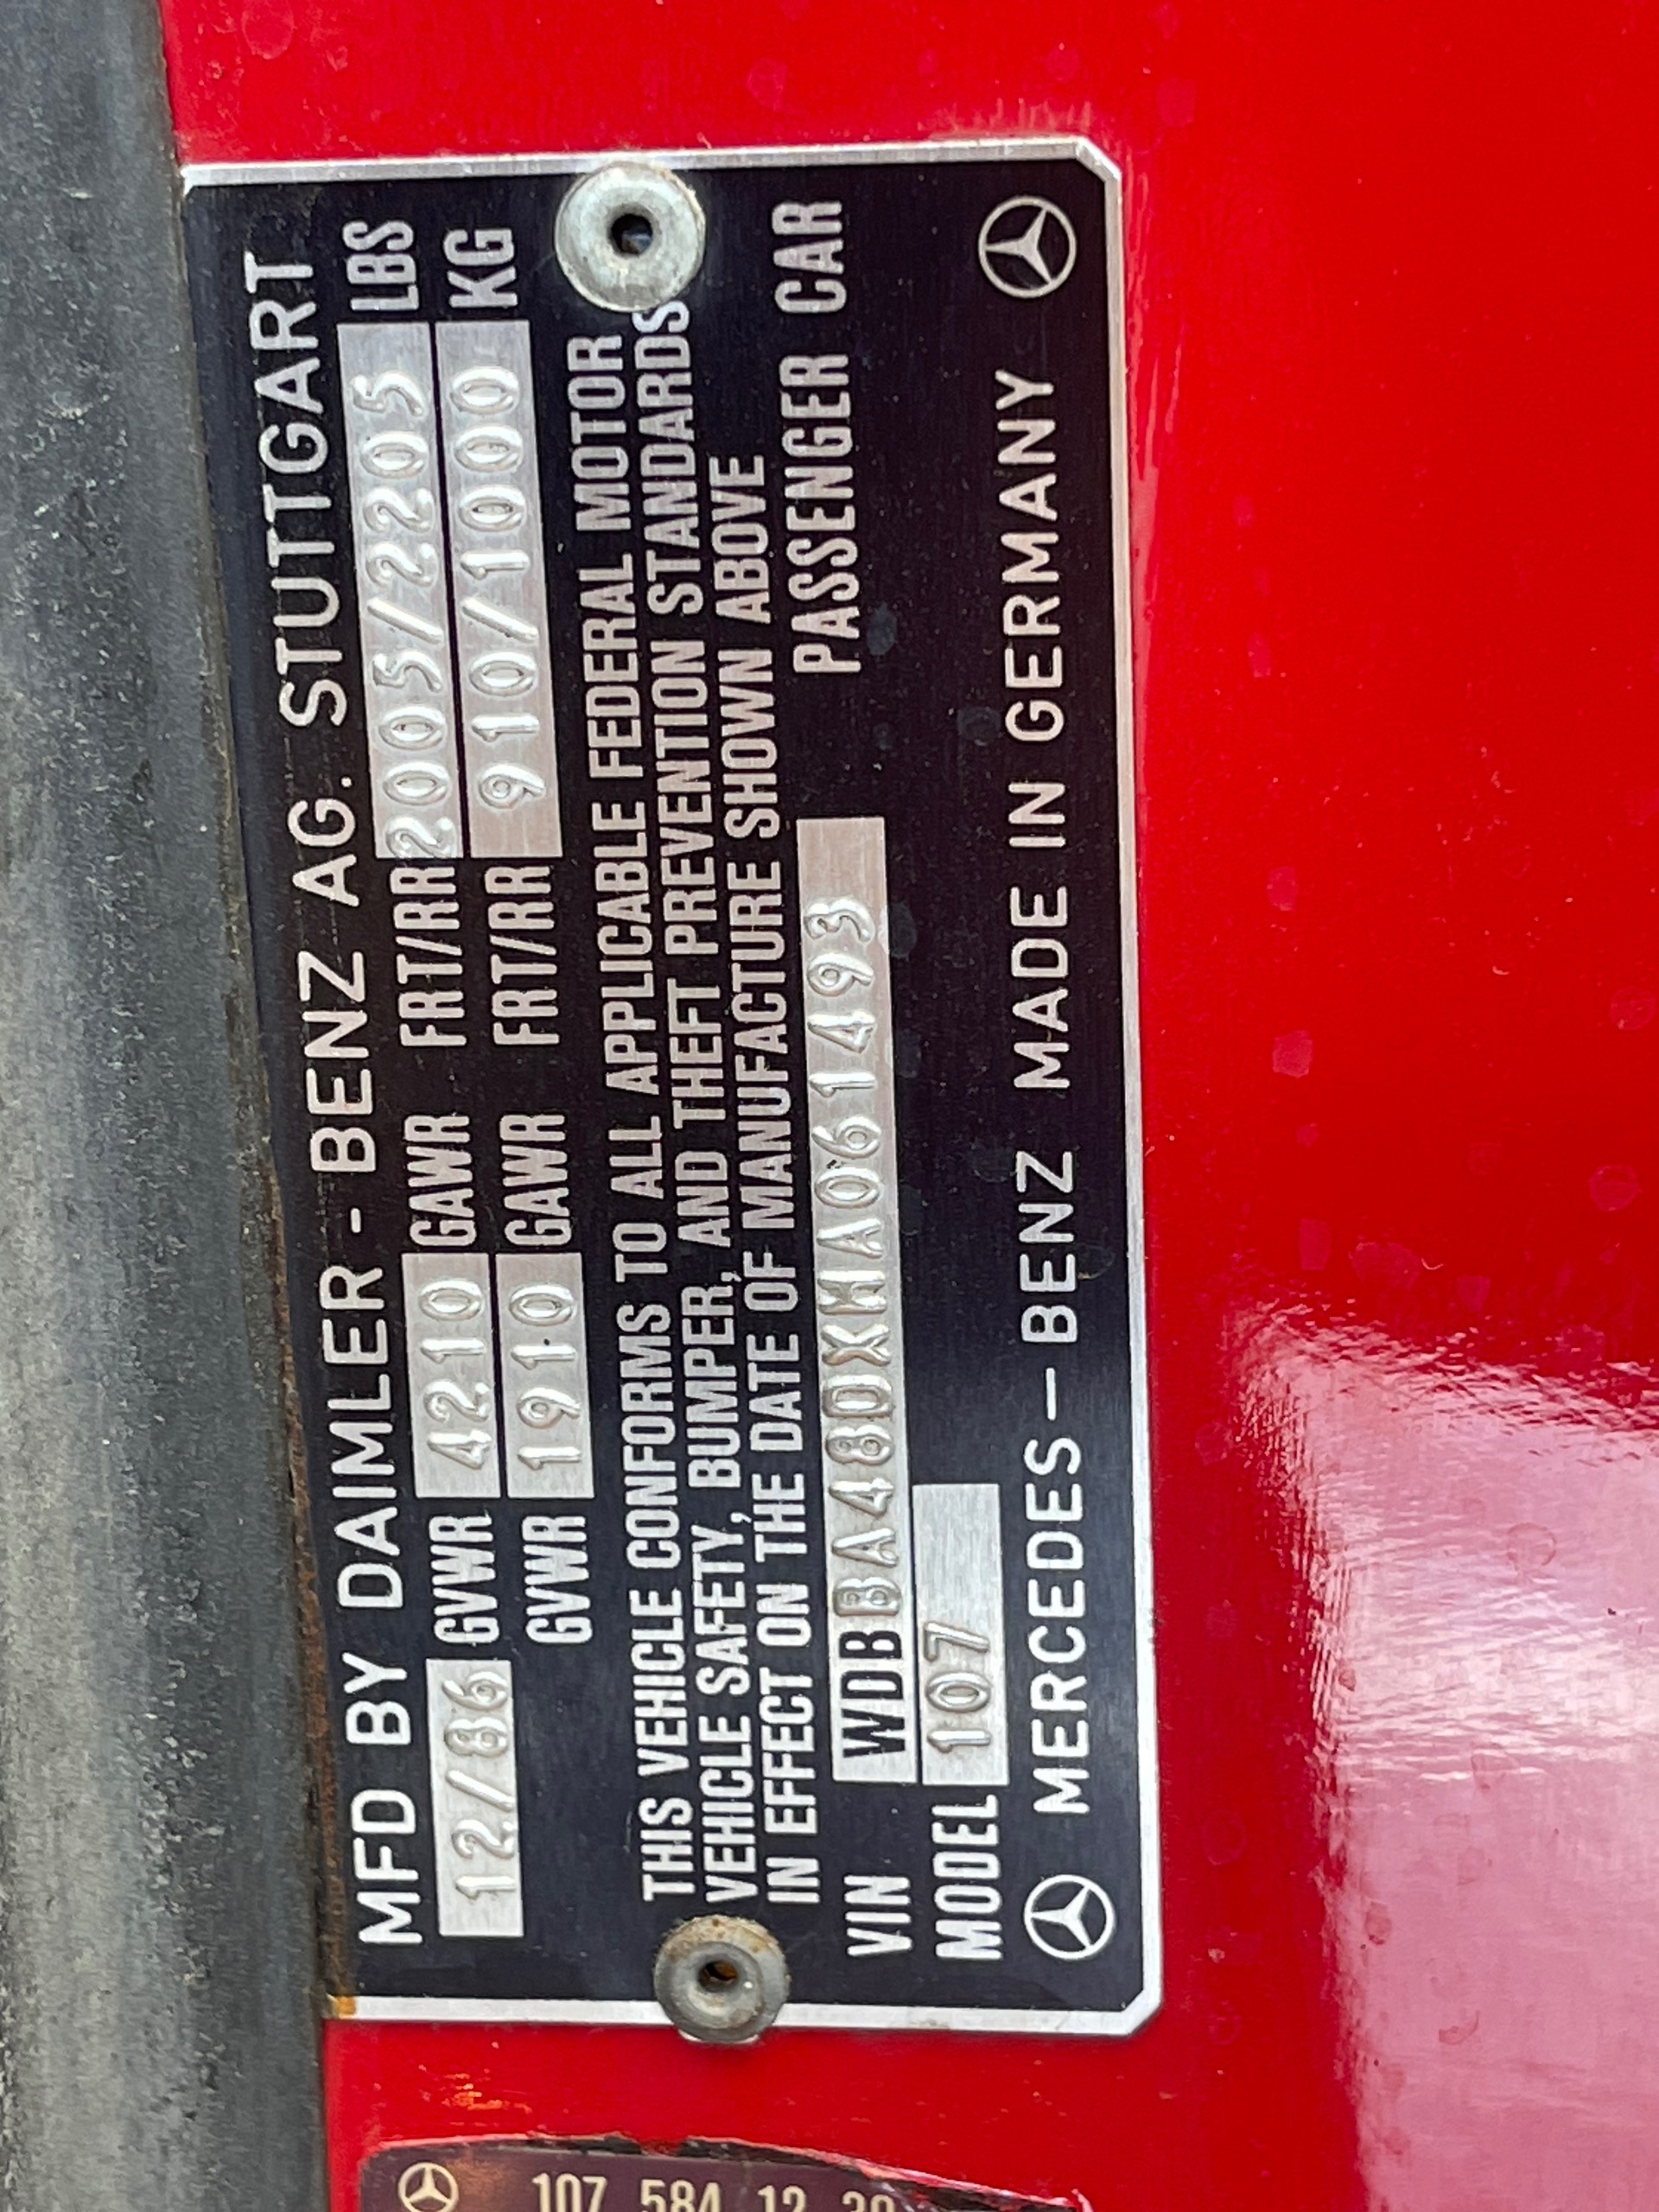 MFD BY DAIMLER - BENZ AG. STUTTGART
12/86 GVWR 4210 GAWR FRT/RR 2005/2205 LBS
GVWR 1910 GAWR FRT/RR 910/1000 KG
THIS VEHICLE CONFORMS TO ALL APPLICABLE FEDERAL MOTOR
VEHICLE SAFETY, BUMPER, AND THEFT PREVENTION STANDARDS
IN EFFECT ON THE DATE OF MANUFACTURE SHOWN ABOVE
VIN WDBBA48DXHA061493 PASSENGER CAR
MODEL 107
MERCEDES-BENZ MADE IN GERMANY
107 584 12 39